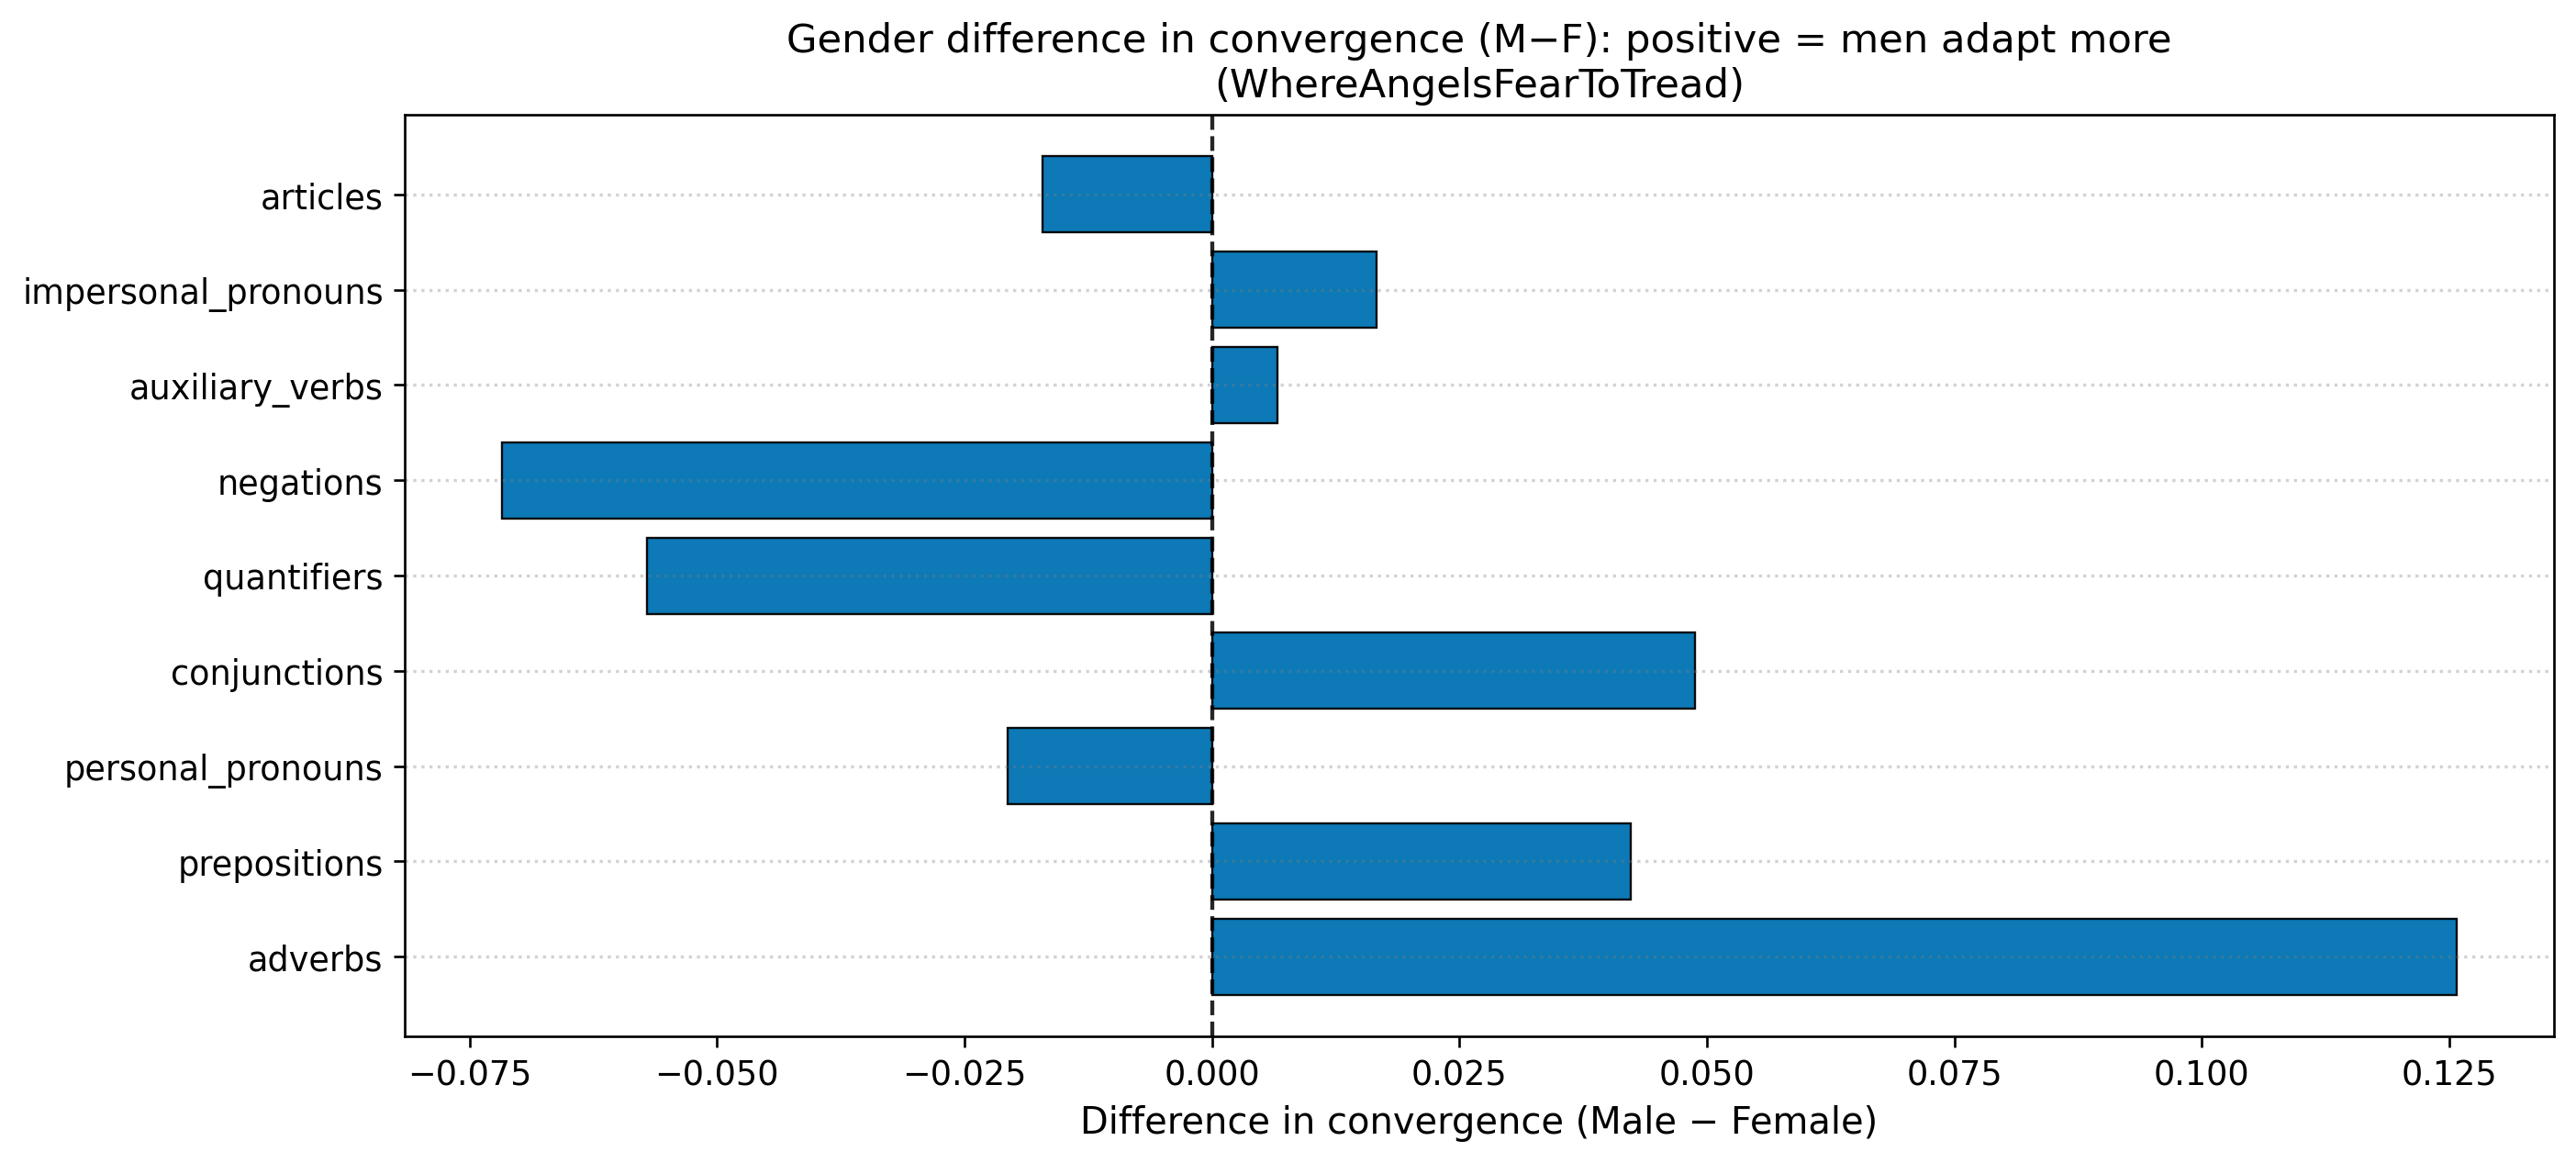 Gender difference in convergence (M−F): positive = men adapt more
(WhereAngelsFearToTread)
articles
impersonal_pronouns
auxiliary_verbs
negations
quantifiers
conjunctions
personal_pronouns
prepositions
adverbs
−0.075 −0.050 −0.025 0.000 0.025 0.050 0.075 0.100 0.125
Difference in convergence (Male − Female)